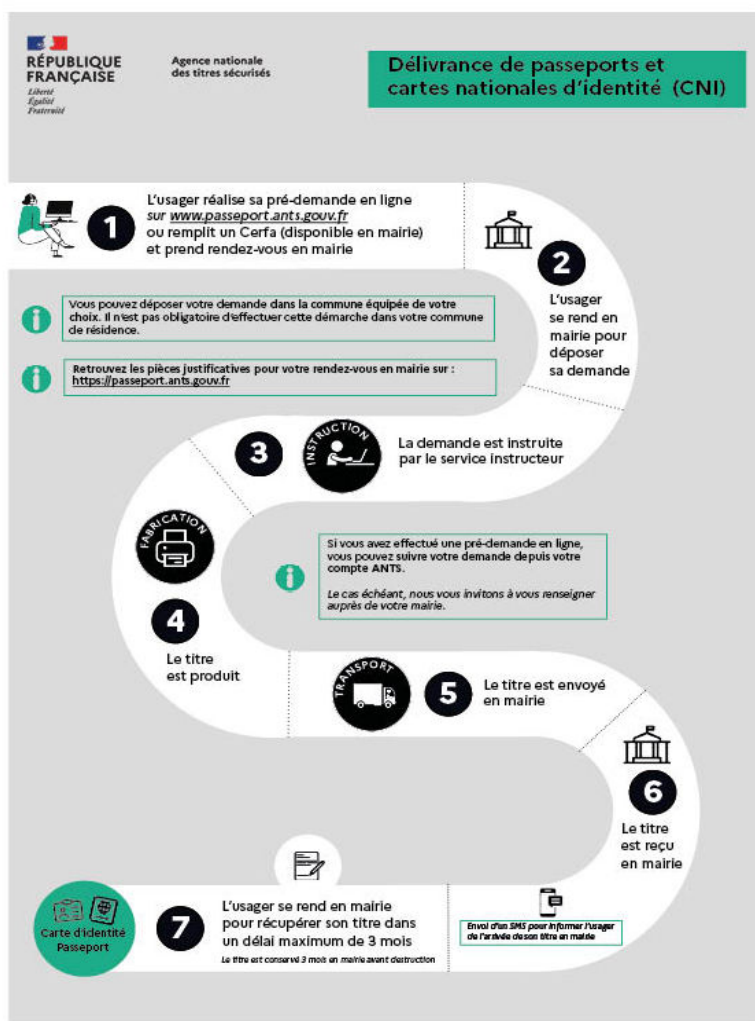 RÉPUBLIQUE
FRANÇAISE
Liberté
Égalité
Fraternité
Agence nationale
des titres sécurisés
Délivrance de passeports et
cartes nationales d'identité (CNI)
1
L'usager réalise sa pré-demande en ligne
sur www.passeport.ants.gouv.fr
ou remplit un Cerfa (disponible en mairie)
et prend rendez-vous en mairie
2
L'usager
se rend en
mairie pour
déposer
sa demande
Vous pouvez déposer votre demande dans la commune équipée de votre
choix. Il n'est pas obligatoire d'effectuer cette démarche dans votre commune
de résidence.
Retrouvez les pièces justificatives pour votre rendez-vous en mairie sur :
https://passeport.ants.gouv.fr
3
INSTRUCTION
La demande est instruite
par le service instructeur
FABRICATION
4
Le titre
est produit
Si vous avez effectué une pré-demande en ligne,
vous pouvez suivre votre demande depuis votre
compte ANTS.
Le cas échéant, nous vous invitons à vous renseigner
auprès de votre mairie.
TRANSPORT
5
Le titre est envoyé
en mairie
6
Le titre
est reçu
en mairie
Envoi d'un SMS pour informer l'usager
de l'arrivée de son titre en mairie
7
L'usager se rend en mairie
pour récupérer son titre dans
un délai maximum de 3 mois
Le titre est conservé 3 mois en mairie avant destruction
Carte d'identité
Passeport